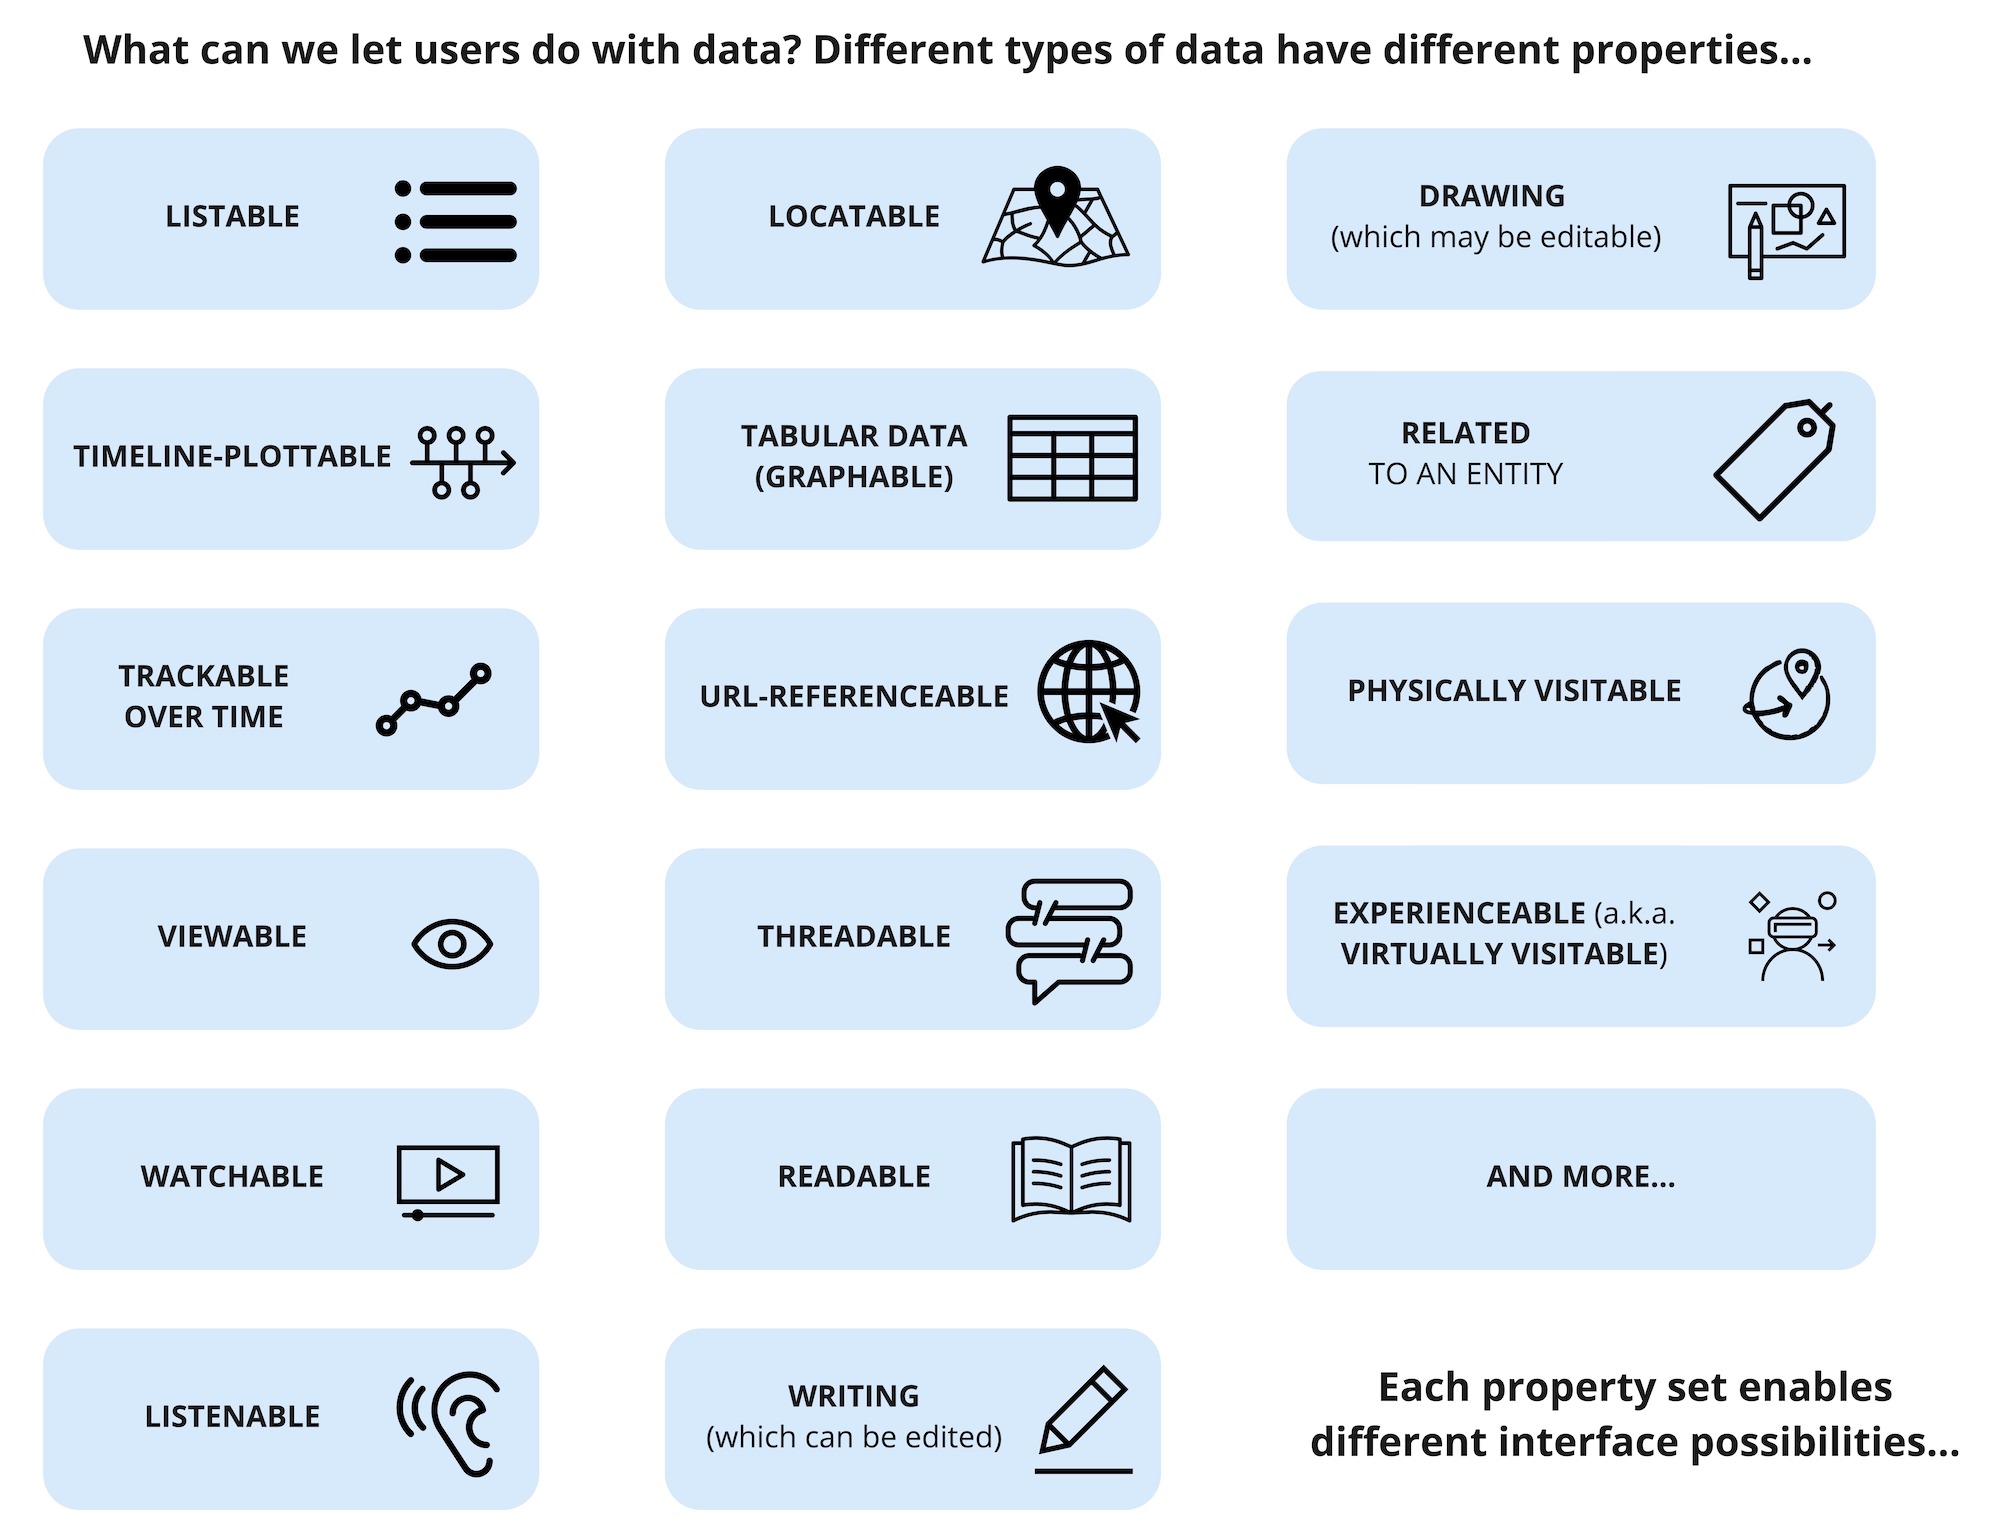 What can we let users do with data? Different types of data have different properties...
LISTABLE
TIMELINE-PLOTTABLE
TRACKABLE
OVER TIME
VIEWABLE
WATCHABLE
LISTENABLE
LOCATABLE
TABULAR DATA
(GRAPHABLE)
URL-REFERENCEABLE
THREADABLE
READABLE
WRITING
(which can be edited)
DRAWING
(which may be editable)
RELATED
TO AN ENTITY
PHYSICALLY VISITABLE
EXPERIENCEABLE (a.k.a.
VIRTUALLY VISITABLE)
AND MORE...
Each property set enables
different interface possibilities...